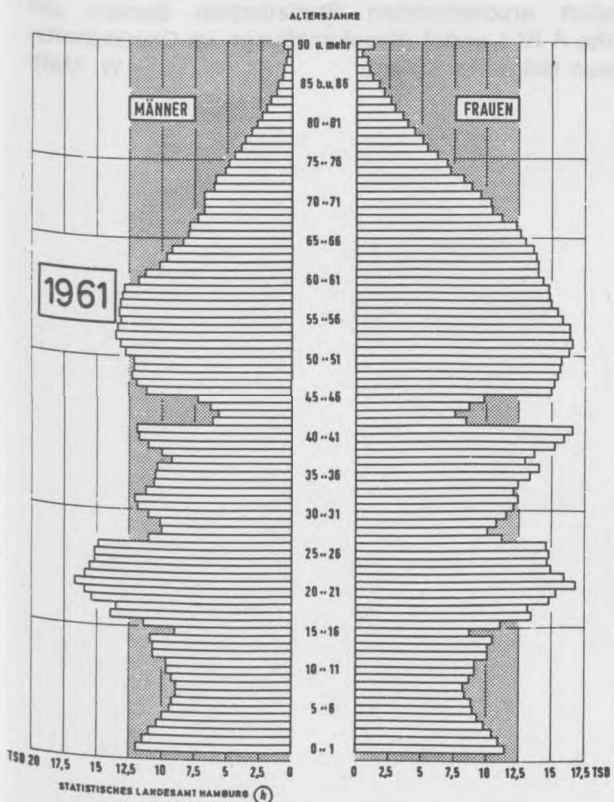 ALTERSJAHRE
90 u. mehr
85 b.u. 86
MÄNNER
FRAUEN
80 " 81
75 " 76
70 " 71
65 " 66
60 " 61
1961
55 " 56
50 " 51
45 " 46
40 " 41
35 " 36
30 " 31
25 " 26
20 " 21
15 " 16
10 " 11
5 " 6
0 " 1
TSD 20 17,5 15 12,5 10 7,5 5 2,5 0 0 2,5 5 7,5 10 12,5 15 17,5 TSD
STATISTISCHES LANDESAMT HAMBURG h